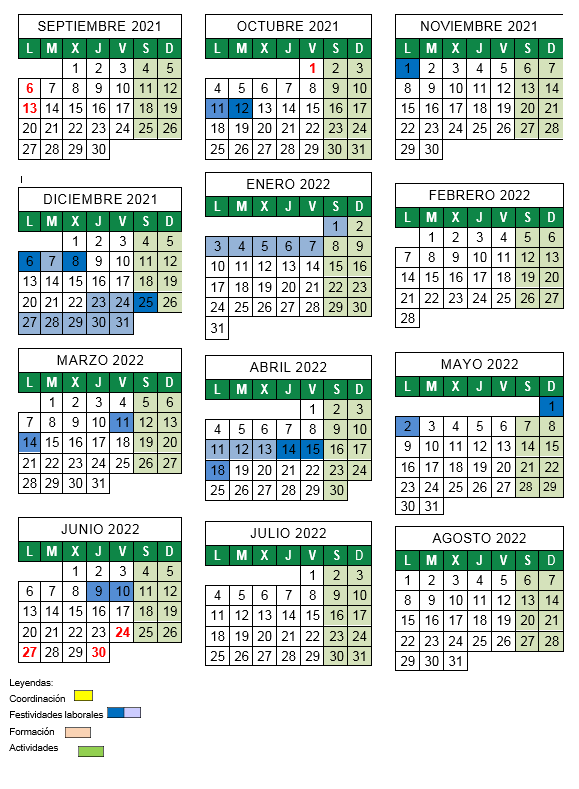 SEPTIEMBRE 2021
L M X J V S D
1 2 3 4 5
6 7 8 9 10 11 12
13 14 15 16 17 18 19
20 21 22 23 24 25 26
27 28 29 30
OCTUBRE 2021
L M X J V S D
1 2 3
4 5 6 7 8 9 10
11 12 13 14 15 16 17
18 19 20 21 22 23 24
25 26 27 28 29 30 31
NOVIEMBRE 2021
L M X J V S D
1 2 3 4 5 6 7
8 9 10 11 12 13 14
15 16 17 18 19 20 21
22 23 24 25 26 27 28
29 30
DICIEMBRE 2021
L M X J V S D
1 2 3 4 5
6 7 8 9 10 11 12
13 14 15 16 17 18 19
20 21 22 23 24 25 26
27 28 29 30 31
ENERO 2022
L M X J V S D
1 2
3 4 5 6 7 8 9
10 11 12 13 14 15 16
17 18 19 20 21 22 23
24 25 26 27 28 29 30
31
FEBRERO 2022
L M X J V S D
1 2 3 4 5 6
7 8 9 10 11 12 13
14 15 16 17 18 19 20
21 22 23 24 25 26 27
28
MARZO 2022
L M X J V S D
1 2 3 4 5 6
7 8 9 10 11 12 13
14 15 16 17 18 19 20
21 22 23 24 25 26 27
28 29 30 31
ABRIL 2022
L M X J V S D
1 2 3
4 5 6 7 8 9 10
11 12 13 14 15 16 17
18 19 20 21 22 23 24
25 26 27 28 29 30
MAYO 2022
L M X J V S D
1
2 3 4 5 6 7 8
9 10 11 12 13 14 15
16 17 18 19 20 21 22
23 24 25 26 27 28 29
30 31
JUNIO 2022
L M X J V S D
1 2 3 4 5
6 7 8 9 10 11 12
13 14 15 16 17 18 19
20 21 22 23 24 25 26
27 28 29 30
JULIO 2022
L M X J V S D
1 2 3
4 5 6 7 8 9 10
11 12 13 14 15 16 17
18 19 20 21 22 23 24
25 26 27 28 29 30 31
AGOSTO 2022
L M X J V S D
1 2 3 4 5 6 7
8 9 10 11 12 13 14
15 16 17 18 19 20 21
22 23 24 25 26 27 28
29 30 31
Leyendas:
Coordinación
Festividades laborales
Formación
Actividades